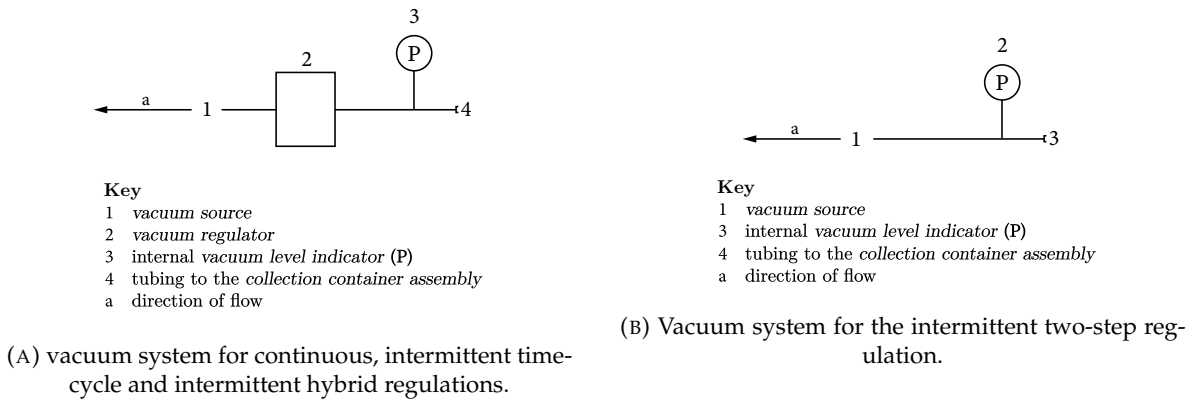 3
P
2
a
1
4
Key
1 vacuum source
2 vacuum regulator
3 internal vacuum level indicator (P)
4 tubing to the collection container assembly
a direction of flow
(A) vacuum system for continuous, intermittent time-
cycle and intermittent hybrid regulations.
2
P
a
1
3
Key
1 vacuum source
3 internal vacuum level indicator (P)
4 tubing to the collection container assembly
a direction of flow
(B) Vacuum system for the intermittent two-step reg-
ulation.